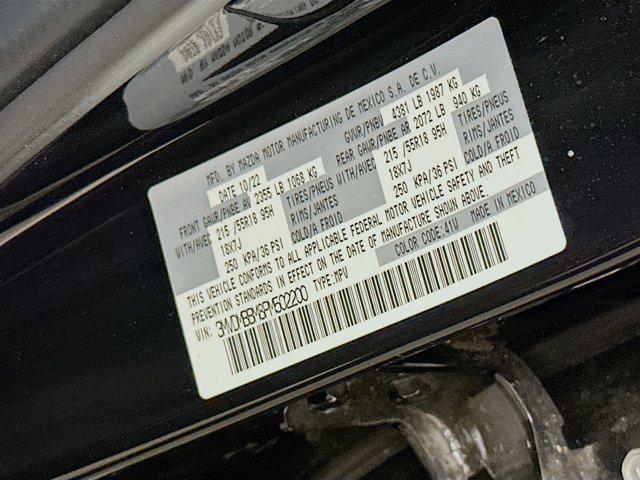 MFD. BY MAZDA MOTOR MANUFACTURING DE MEXICO S.A. DE C.V.
DATE 10/22 GVWR/PNBV 4381 LB 1987 KG
FRONT GAWR/PNBE AV 2355 LB 1068 KG REAR GAWR/PNBE AR 2072 LB 940 KG
WITH/AVEC 215 /55R18 95H TIRES/PNEUS WITH/AVEC 215 /55R18 95H TIRES/PNEUS
18X7J RIMS/JANTES 18X7J RIMS/JANTES
250 KPA/36 PSI COLD/A FROID 250 KPA/36 PSI COLD/A FROID
THIS VEHICLE CONFORMS TO ALL APPLICABLE FEDERAL MOTOR VEHICLE SAFETY AND THEFT
PREVENTION STANDARDS IN EFFECT ON THE DATE OF MANUFACTURE SHOWN ABOVE.
VIN: TYPE:MPV COLOR CODE:41W MADE IN MEXICO